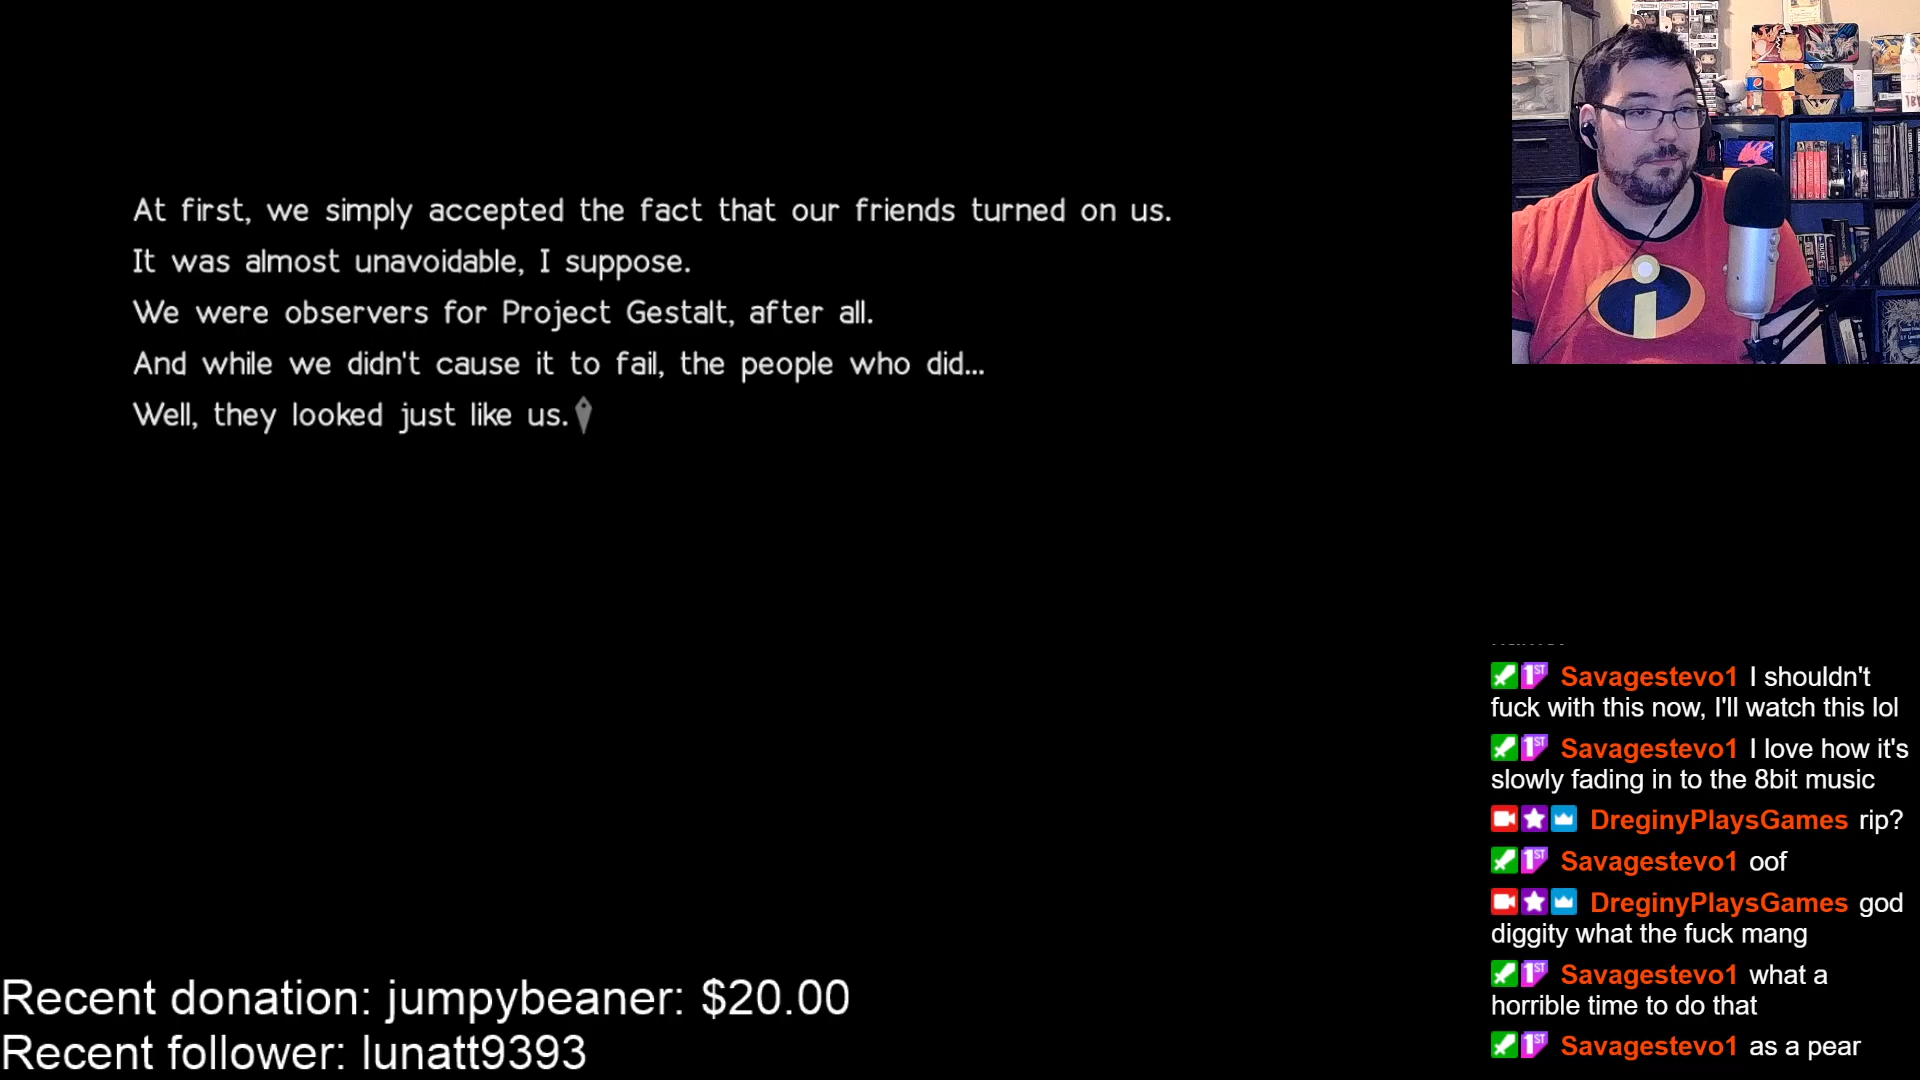 At first, we simply accepted the fact that our friends turned on us.
It was almost unavoidable, I suppose.
We were observers for Project Gestalt, after all.
And while we didn't cause it to fail, the people who did...
Well, they looked just like us.
Savagestevo1 I shouldn't
fuck with this now, I'll watch this lol
Savagestevo1 I love how it's
slowly fading in to the 8bit music
DreginyPlaysGames rip?
Savagestevo1 oof
DreginyPlaysGames god
diggity what the fuck mang
Savagestevo1 what a
horrible time to do that
Savagestevo1 as a pear
Recent donation: jumpybeaner: $20.00
Recent follower: lunatt9393